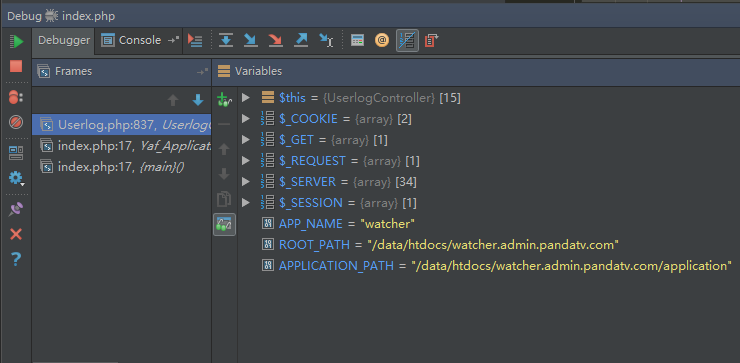 Debug index.php
Debugger Console
Frames
Variables
Userlog.php:837, Userlog
index.php:17, Yaf_Applicati
index.php:17, {main}()
$this = {UserlogController} [15]
$_COOKIE = {array} [2]
$_GET = {array} [1]
$_REQUEST = {array} [1]
$_SERVER = {array} [34]
$_SESSION = {array} [1]
APP_NAME = "watcher"
ROOT_PATH = "/data/htdocs/watcher.admin.pandatv.com"
APPLICATION_PATH = "/data/htdocs/watcher.admin.pandatv.com/application"